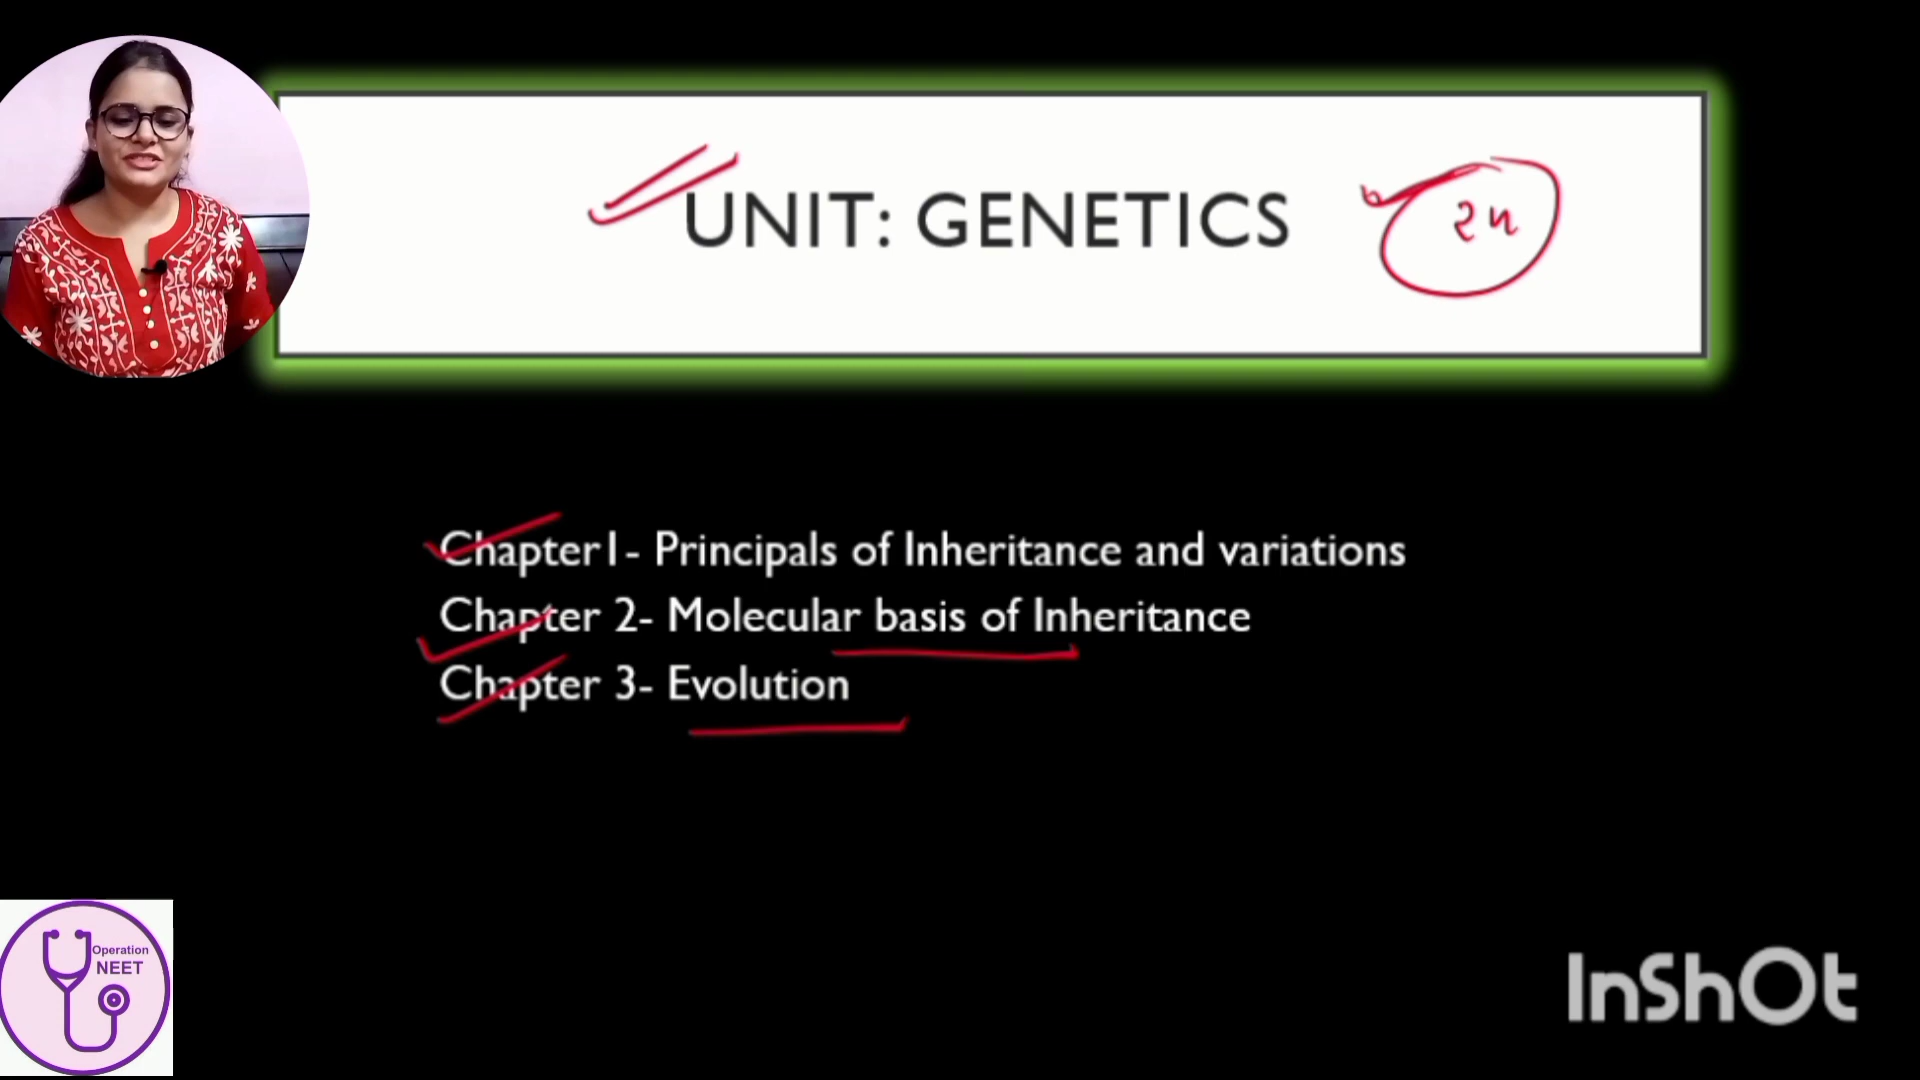 UNIT: GENETICS
2n
Chapter1- Principals of Inheritance and variations
Chapter 2- Molecular basis of Inheritance
Chapter 3- Evolution
Operation
NEET
InShOt